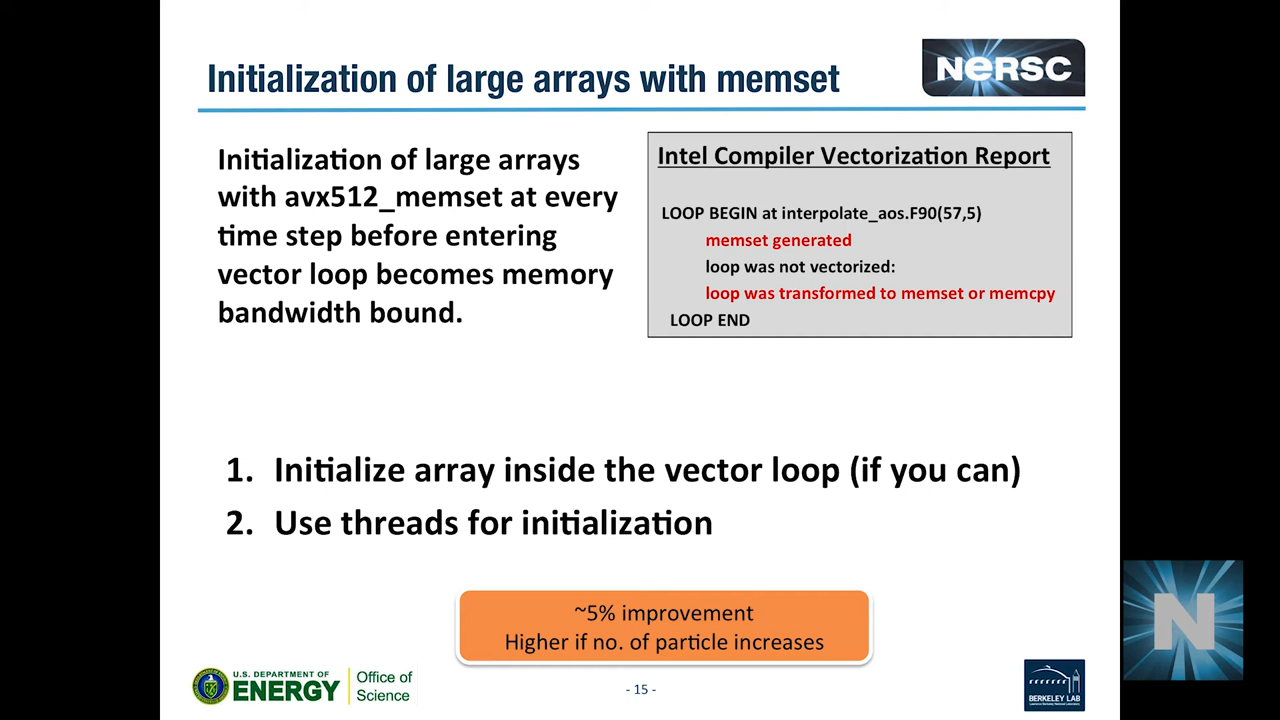 Initialization of large arrays with memset
NERSC
Initialization of large arrays
with avx512_memset at every
time step before entering
vector loop becomes memory
bandwidth bound.
Intel Compiler Vectorization Report
LOOP BEGIN at interpolate_aos.F90(57,5)
memset generated
loop was not vectorized:
loop was transformed to memset or memcpy
LOOP END
1. Initialize array inside the vector loop (if you can)
2. Use threads for initialization
~5% improvement
Higher if no. of particle increases
U.S. DEPARTMENT OF
ENERGY
Office of
Science
- 15 -
BERKELEY LAB
N